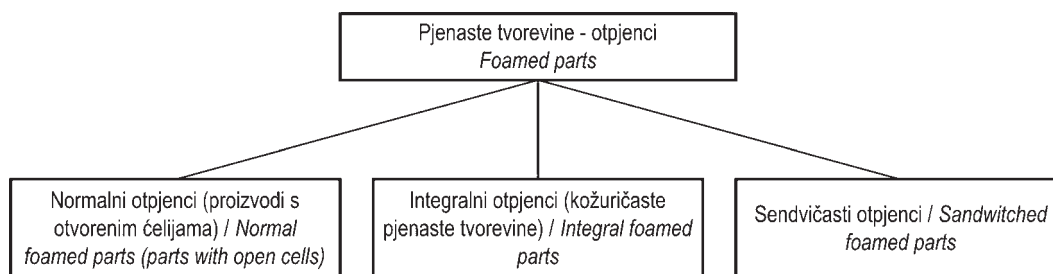 Pjenaste tvorevine - otpjenci
Foamed parts
Normalni otpjenci (proizvodi s
otvorenim ćelijama) / Normal
foamed parts (parts with open cells)
Integralni otpjenci (kožuričaste
pjenaste tvorevine) / Integral foamed
parts
Sendvičasti otpjenci / Sandwitched
foamed parts